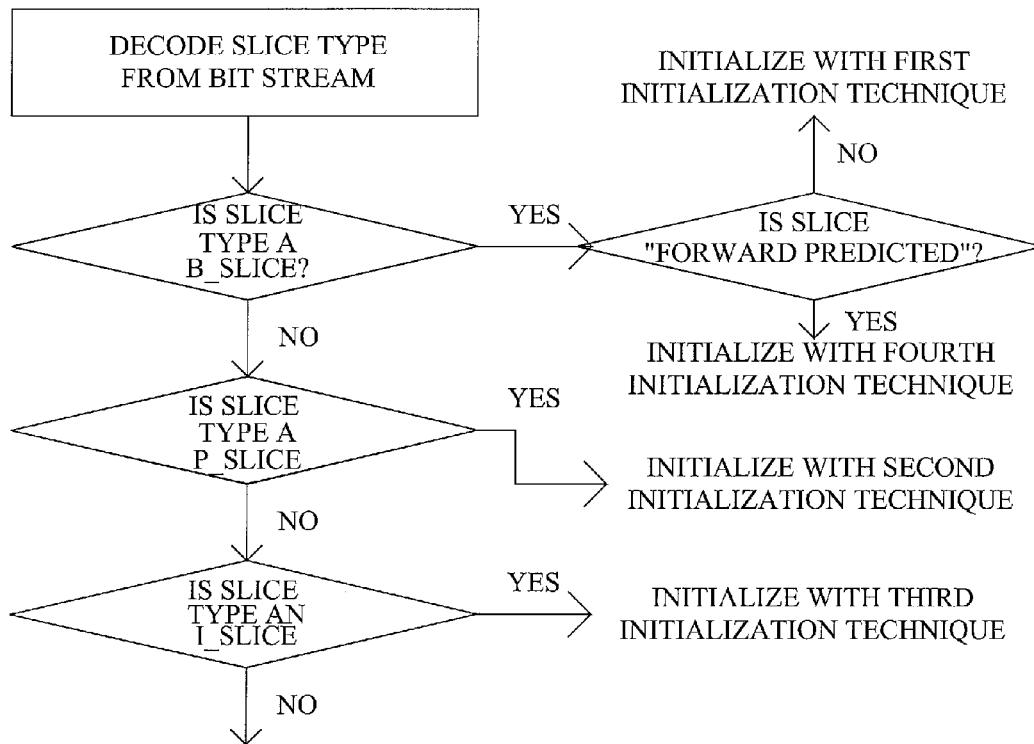 DECODE SLICE TYPE
FROM BIT STREAM
INITIALIZE WITH FIRST
INITIALIZATION TECHNIQUE
NO
IS SLICE
TYPE A
B_SLICE?
YES
IS SLICE
"FORWARD PREDICTED"?
NO
YES
INITIALIZE WITH FOURTH
INITIALIZATION TECHNIQUE
IS SLICE
TYPE A
P_SLICE
YES
INITIALIZE WITH SECOND
INITIALIZATION TECHNIQUE
NO
IS SLICE
TYPE AN
I_SLICE
YES
INITIALIZE WITH THIRD
INITIALIZATION TECHNIQUE
NO